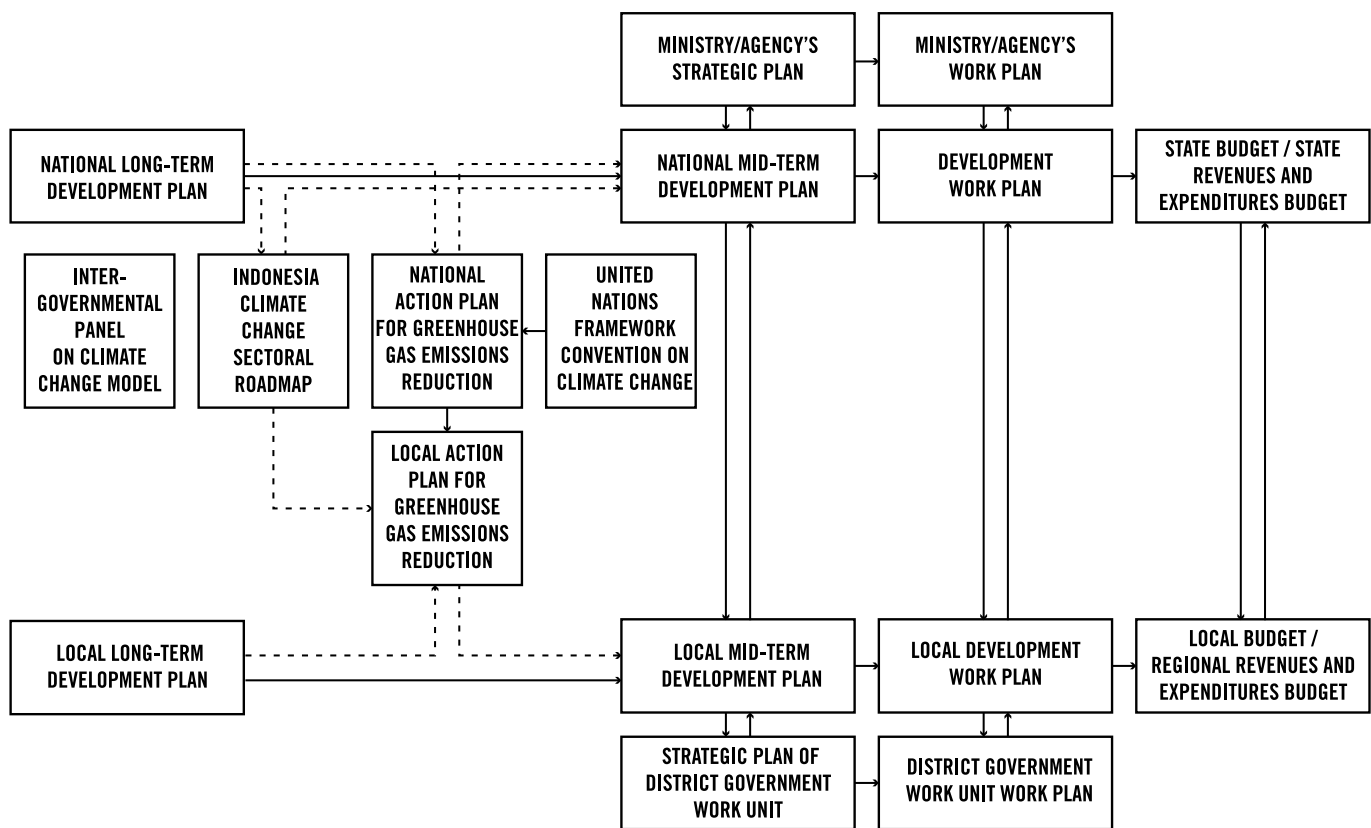 MINISTRY/AGENCY’S
STRATEGIC PLAN
MINISTRY/AGENCY’S
WORK PLAN
NATIONAL LONG-TERM
DEVELOPMENT PLAN
NATIONAL MID-TERM
DEVELOPMENT PLAN
DEVELOPMENT
WORK PLAN
STATE BUDGET / STATE
REVENUES AND
EXPENDITURES BUDGET
INTER-
GOVERNMENTAL
PANEL
ON CLIMATE
CHANGE MODEL
INDONESIA
CLIMATE
CHANGE
SECTORAL
ROADMAP
NATIONAL
ACTION PLAN
FOR GREENHOUSE
GAS EMISSIONS
REDUCTION
UNITED
NATIONS
FRAMEWORK
CONVENTION ON
CLIMATE CHANGE
LOCAL ACTION
PLAN FOR
GREENHOUSE
GAS EMISSIONS
REDUCTION
LOCAL LONG-TERM
DEVELOPMENT PLAN
LOCAL MID-TERM
DEVELOPMENT PLAN
LOCAL DEVELOPMENT
WORK PLAN
LOCAL BUDGET /
REGIONAL REVENUES AND
EXPENDITURES BUDGET
STRATEGIC PLAN OF
DISTRICT GOVERNMENT
WORK UNIT
DISTRICT GOVERNMENT
WORK UNIT WORK PLAN